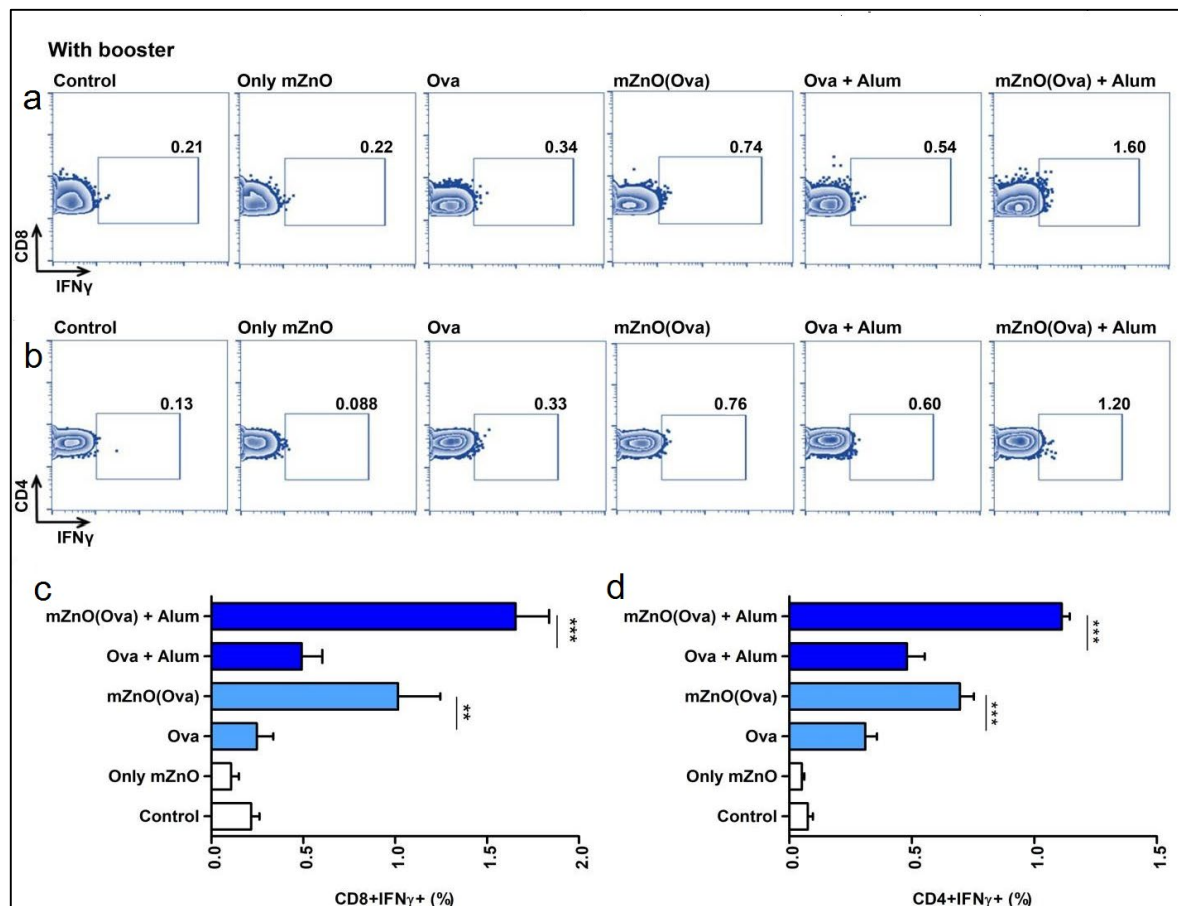 With booster
Control Only mZnO Ova mZnO(Ova) Ova + Alum mZnO(Ova) + Alum
a
0.21 0.22 0.34 0.74 0.54 1.60
CD8
IFNγ
Control Only mZnO Ova mZnO(Ova) Ova + Alum mZnO(Ova) + Alum
b
0.13 0.088 0.33 0.76 0.60 1.20
CD4
IFNγ
c
mZnO(Ova) + Alum
***
Ova + Alum
mZnO(Ova)
**
Ova
Only mZnO
Control
0.0 0.5 1.0 1.5 2.0
CD8+IFNγ+ (%)
d
mZnO(Ova) + Alum
***
Ova + Alum
mZnO(Ova)
***
Ova
Only mZnO
Control
0.0 0.5 1.0 1.5
CD4+IFNγ+ (%)